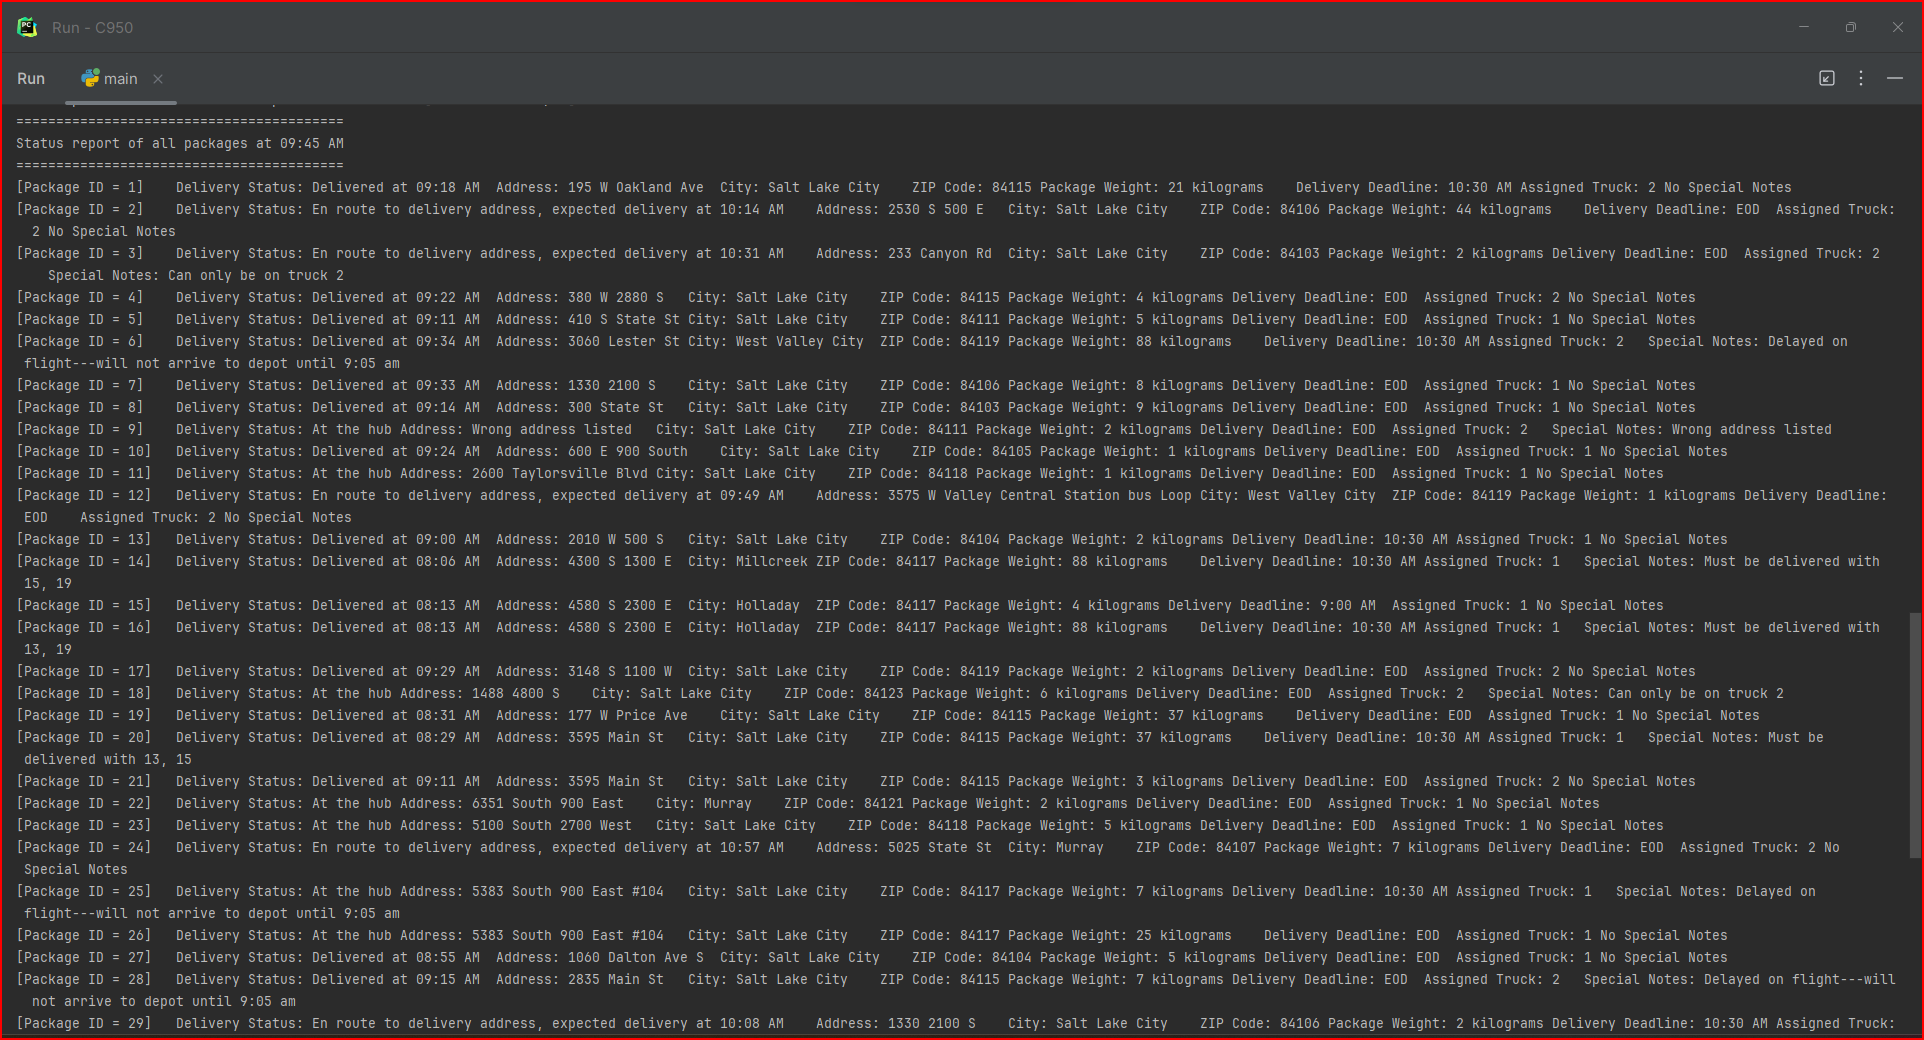 Run - C950
Run main
========================================
Status report of all packages at 09:45 AM
========================================
[Package ID = 1] Delivery Status: Delivered at 09:18 AM Address: 195 W Oakland Ave City: Salt Lake City ZIP Code: 84115 Package Weight: 21 kilograms Delivery Deadline: 10:30 AM Assigned Truck: 2 No Special Notes
[Package ID = 2] Delivery Status: En route to delivery address, expected delivery at 10:14 AM Address: 2530 S 500 E City: Salt Lake City ZIP Code: 84106 Package Weight: 44 kilograms Delivery Deadline: EOD Assigned Truck:
2 No Special Notes
[Package ID = 3] Delivery Status: En route to delivery address, expected delivery at 10:31 AM Address: 233 Canyon Rd City: Salt Lake City ZIP Code: 84103 Package Weight: 2 kilograms Delivery Deadline: EOD Assigned Truck: 2
Special Notes: Can only be on truck 2
[Package ID = 4] Delivery Status: Delivered at 09:22 AM Address: 380 W 2880 S City: Salt Lake City ZIP Code: 84115 Package Weight: 4 kilograms Delivery Deadline: EOD Assigned Truck: 2 No Special Notes
[Package ID = 5] Delivery Status: Delivered at 09:11 AM Address: 410 S State St City: Salt Lake City ZIP Code: 84111 Package Weight: 5 kilograms Delivery Deadline: EOD Assigned Truck: 1 No Special Notes
[Package ID = 6] Delivery Status: Delivered at 09:34 AM Address: 3060 Lester St City: West Valley City ZIP Code: 84119 Package Weight: 88 kilograms Delivery Deadline: 10:30 AM Assigned Truck: 2 Special Notes: Delayed on
flight---will not arrive to depot until 9:05 am
[Package ID = 7] Delivery Status: Delivered at 09:33 AM Address: 1330 2100 S City: Salt Lake City ZIP Code: 84106 Package Weight: 8 kilograms Delivery Deadline: EOD Assigned Truck: 1 No Special Notes
[Package ID = 8] Delivery Status: Delivered at 09:14 AM Address: 300 State St City: Salt Lake City ZIP Code: 84103 Package Weight: 9 kilograms Delivery Deadline: EOD Assigned Truck: 1 No Special Notes
[Package ID = 9] Delivery Status: At the hub Address: Wrong address listed City: Salt Lake City ZIP Code: 84111 Package Weight: 2 kilograms Delivery Deadline: EOD Assigned Truck: 2 Special Notes: Wrong address listed
[Package ID = 10] Delivery Status: Delivered at 09:24 AM Address: 600 E 900 South City: Salt Lake City ZIP Code: 84105 Package Weight: 1 kilograms Delivery Deadline: EOD Assigned Truck: 1 No Special Notes
[Package ID = 11] Delivery Status: At the hub Address: 2600 Taylorsville Blvd City: Salt Lake City ZIP Code: 84118 Package Weight: 1 kilograms Delivery Deadline: EOD Assigned Truck: 1 No Special Notes
[Package ID = 12] Delivery Status: En route to delivery address, expected delivery at 09:49 AM Address: 3575 W Valley Central Station bus Loop City: West Valley City ZIP Code: 84119 Package Weight: 1 kilograms Delivery Deadline:
EOD Assigned Truck: 2 No Special Notes
[Package ID = 13] Delivery Status: Delivered at 09:00 AM Address: 2010 W 500 S City: Salt Lake City ZIP Code: 84104 Package Weight: 2 kilograms Delivery Deadline: 10:30 AM Assigned Truck: 1 No Special Notes
[Package ID = 14] Delivery Status: Delivered at 08:06 AM Address: 4300 S 1300 E City: Millcreek ZIP Code: 84117 Package Weight: 88 kilograms Delivery Deadline: 10:30 AM Assigned Truck: 1 Special Notes: Must be delivered with
15, 19
[Package ID = 15] Delivery Status: Delivered at 08:13 AM Address: 4580 S 2300 E City: Holladay ZIP Code: 84117 Package Weight: 4 kilograms Delivery Deadline: 9:00 AM Assigned Truck: 1 No Special Notes
[Package ID = 16] Delivery Status: Delivered at 08:13 AM Address: 4580 S 2300 E City: Holladay ZIP Code: 84117 Package Weight: 88 kilograms Delivery Deadline: 10:30 AM Assigned Truck: 1 Special Notes: Must be delivered with
13, 19
[Package ID = 17] Delivery Status: Delivered at 09:29 AM Address: 3148 S 1100 W City: Salt Lake City ZIP Code: 84119 Package Weight: 2 kilograms Delivery Deadline: EOD Assigned Truck: 2 No Special Notes
[Package ID = 18] Delivery Status: At the hub Address: 1488 4800 S City: Salt Lake City ZIP Code: 84123 Package Weight: 6 kilograms Delivery Deadline: EOD Assigned Truck: 2 Special Notes: Can only be on truck 2
[Package ID = 19] Delivery Status: Delivered at 08:31 AM Address: 177 W Price Ave City: Salt Lake City ZIP Code: 84115 Package Weight: 37 kilograms Delivery Deadline: EOD Assigned Truck: 1 No Special Notes
[Package ID = 20] Delivery Status: Delivered at 08:29 AM Address: 3595 Main St City: Salt Lake City ZIP Code: 84115 Package Weight: 37 kilograms Delivery Deadline: 10:30 AM Assigned Truck: 1 Special Notes: Must be
delivered with 13, 15
[Package ID = 21] Delivery Status: Delivered at 09:11 AM Address: 3595 Main St City: Salt Lake City ZIP Code: 84115 Package Weight: 3 kilograms Delivery Deadline: EOD Assigned Truck: 2 No Special Notes
[Package ID = 22] Delivery Status: At the hub Address: 6351 South 900 East City: Murray ZIP Code: 84121 Package Weight: 2 kilograms Delivery Deadline: EOD Assigned Truck: 1 No Special Notes
[Package ID = 23] Delivery Status: At the hub Address: 5100 South 2700 West City: Salt Lake City ZIP Code: 84118 Package Weight: 5 kilograms Delivery Deadline: EOD Assigned Truck: 1 No Special Notes
[Package ID = 24] Delivery Status: En route to delivery address, expected delivery at 10:57 AM Address: 5025 State St City: Murray ZIP Code: 84107 Package Weight: 7 kilograms Delivery Deadline: EOD Assigned Truck: 2 No
Special Notes
[Package ID = 25] Delivery Status: At the hub Address: 5383 South 900 East #104 City: Salt Lake City ZIP Code: 84117 Package Weight: 7 kilograms Delivery Deadline: 10:30 AM Assigned Truck: 1 Special Notes: Delayed on
flight---will not arrive to depot until 9:05 am
[Package ID = 26] Delivery Status: At the hub Address: 5383 South 900 East #104 City: Salt Lake City ZIP Code: 84117 Package Weight: 25 kilograms Delivery Deadline: EOD Assigned Truck: 1 No Special Notes
[Package ID = 27] Delivery Status: Delivered at 08:55 AM Address: 1060 Dalton Ave S City: Salt Lake City ZIP Code: 84104 Package Weight: 5 kilograms Delivery Deadline: EOD Assigned Truck: 1 No Special Notes
[Package ID = 28] Delivery Status: Delivered at 09:15 AM Address: 2835 Main St City: Salt Lake City ZIP Code: 84115 Package Weight: 7 kilograms Delivery Deadline: EOD Assigned Truck: 2 Special Notes: Delayed on flight---will
not arrive to depot until 9:05 am
[Package ID = 29] Delivery Status: En route to delivery address, expected delivery at 10:08 AM Address: 1330 2100 S City: Salt Lake City ZIP Code: 84106 Package Weight: 2 kilograms Delivery Deadline: 10:30 AM Assigned Truck: